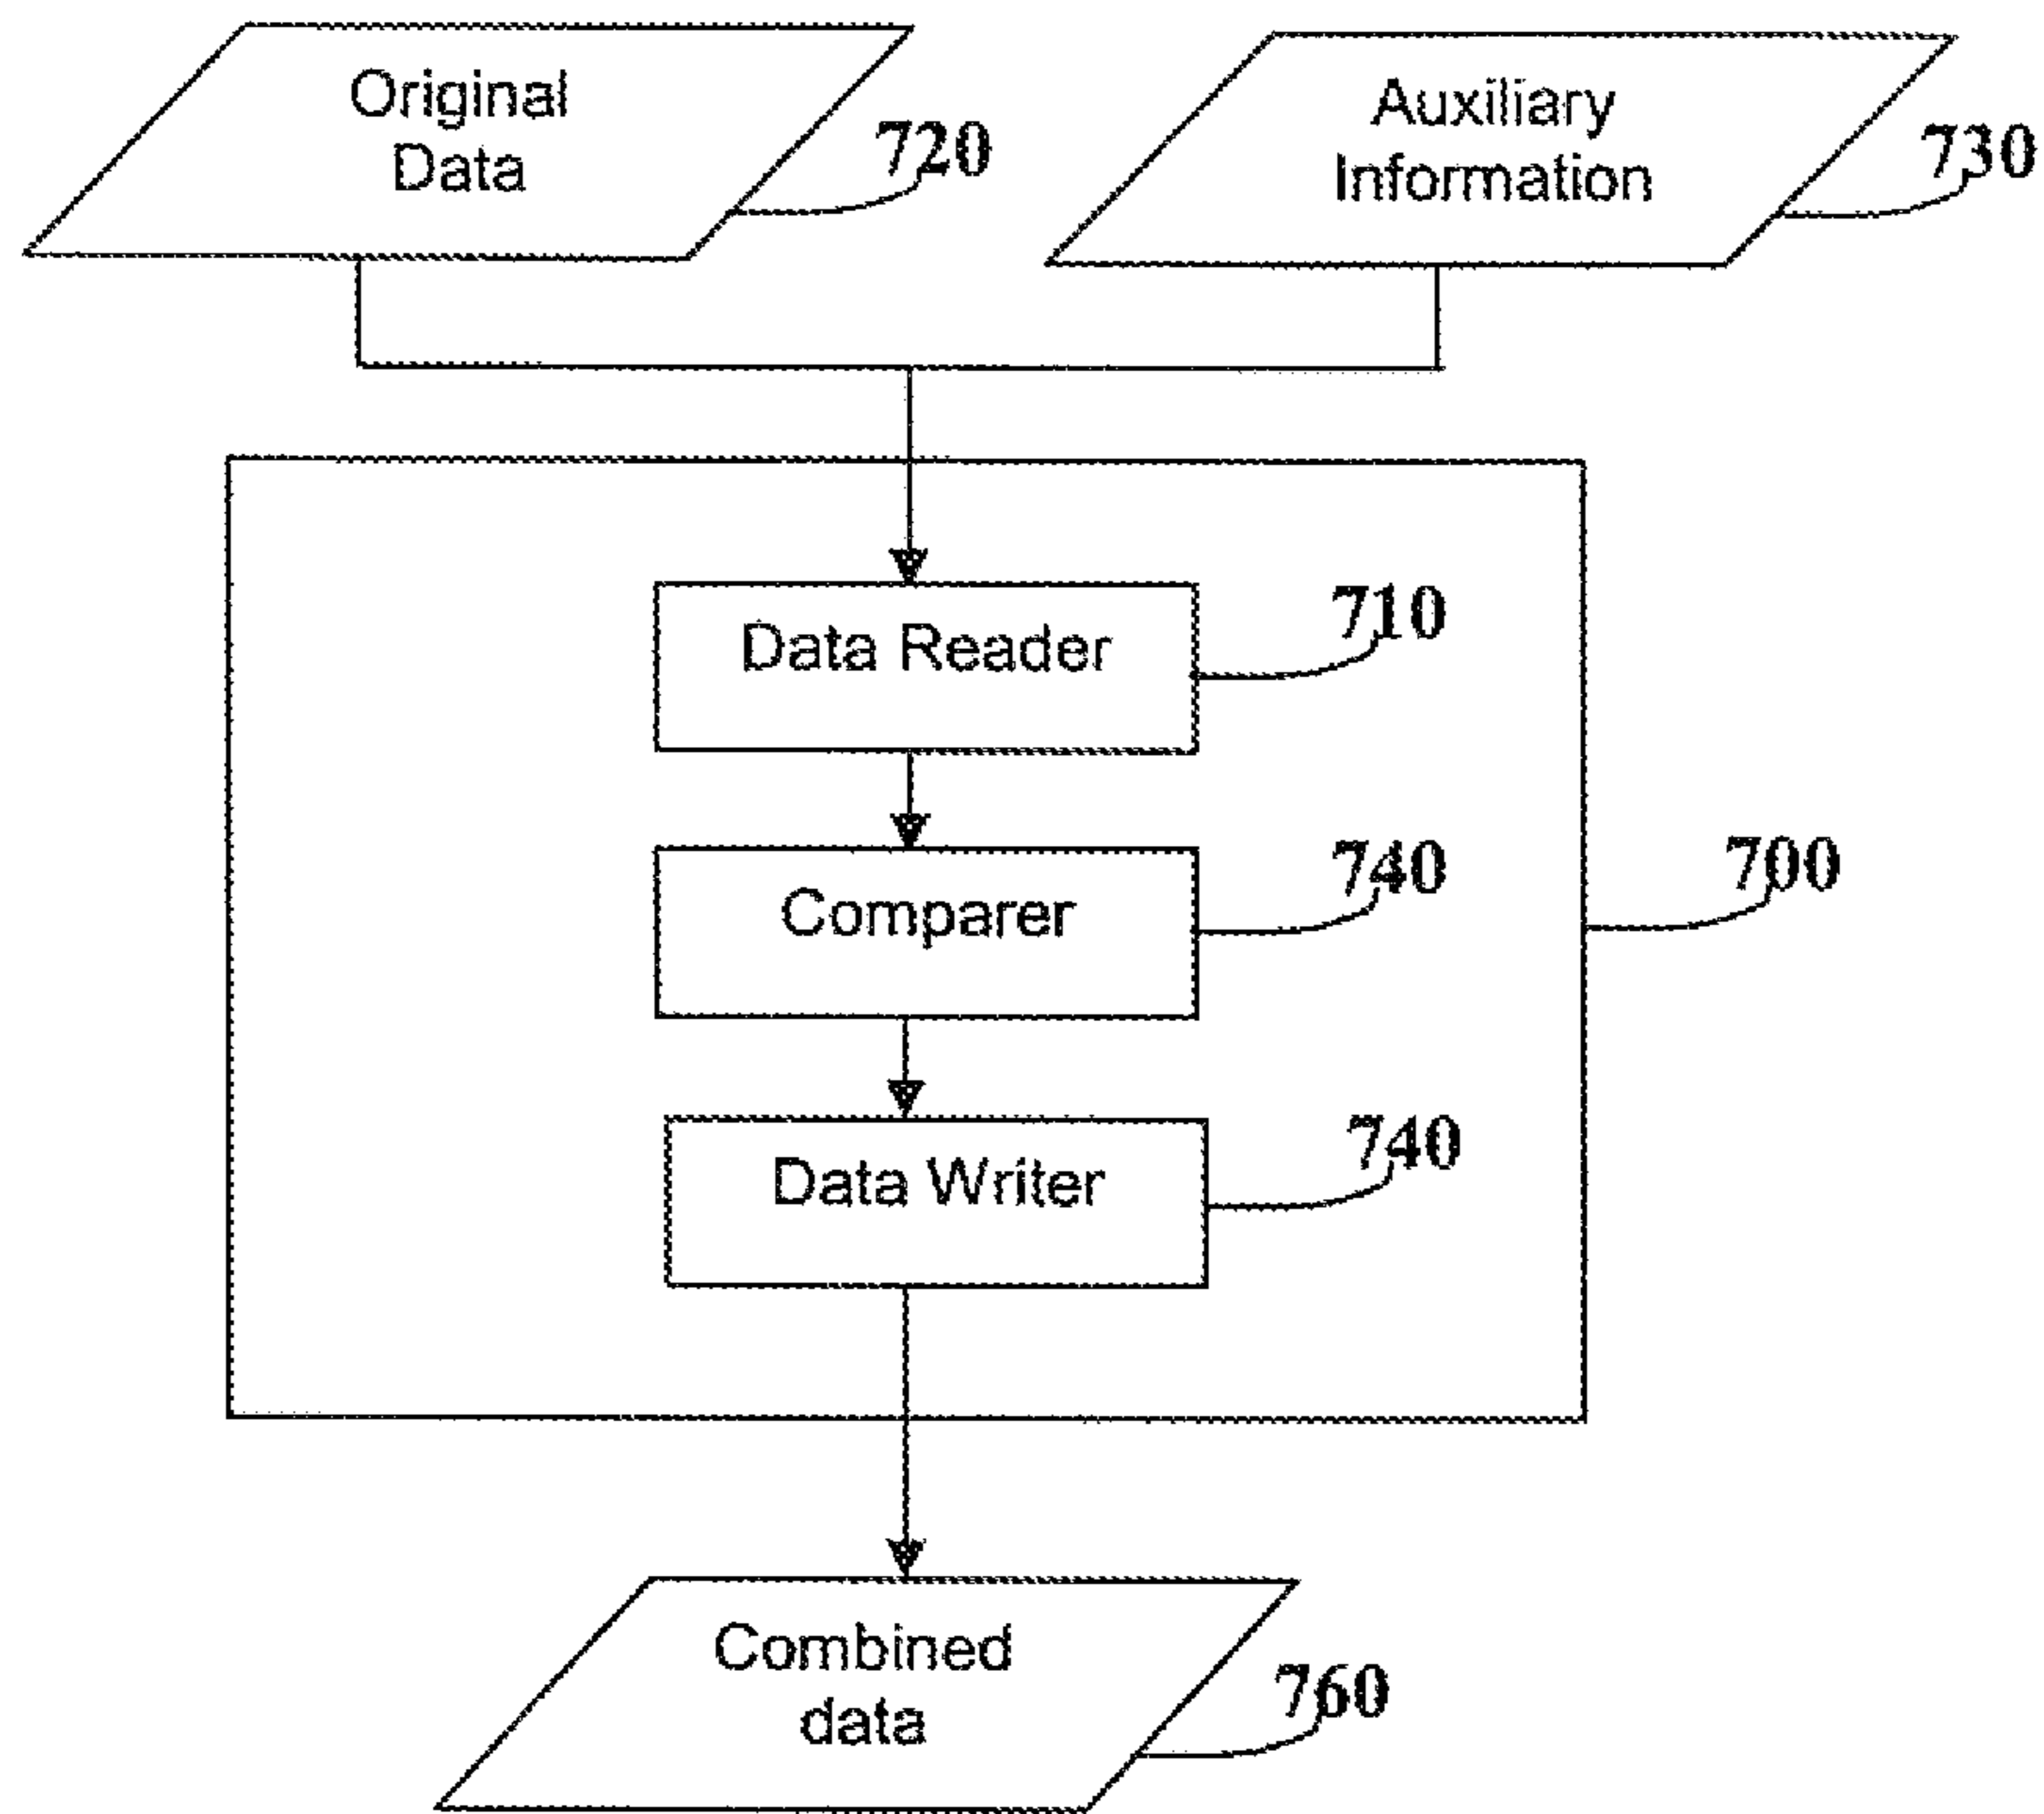 Original
Data
720
Auxiliary
Information
730
Data Reader
710
Comparer
740
700
Data Writer
740
Combined
data
760